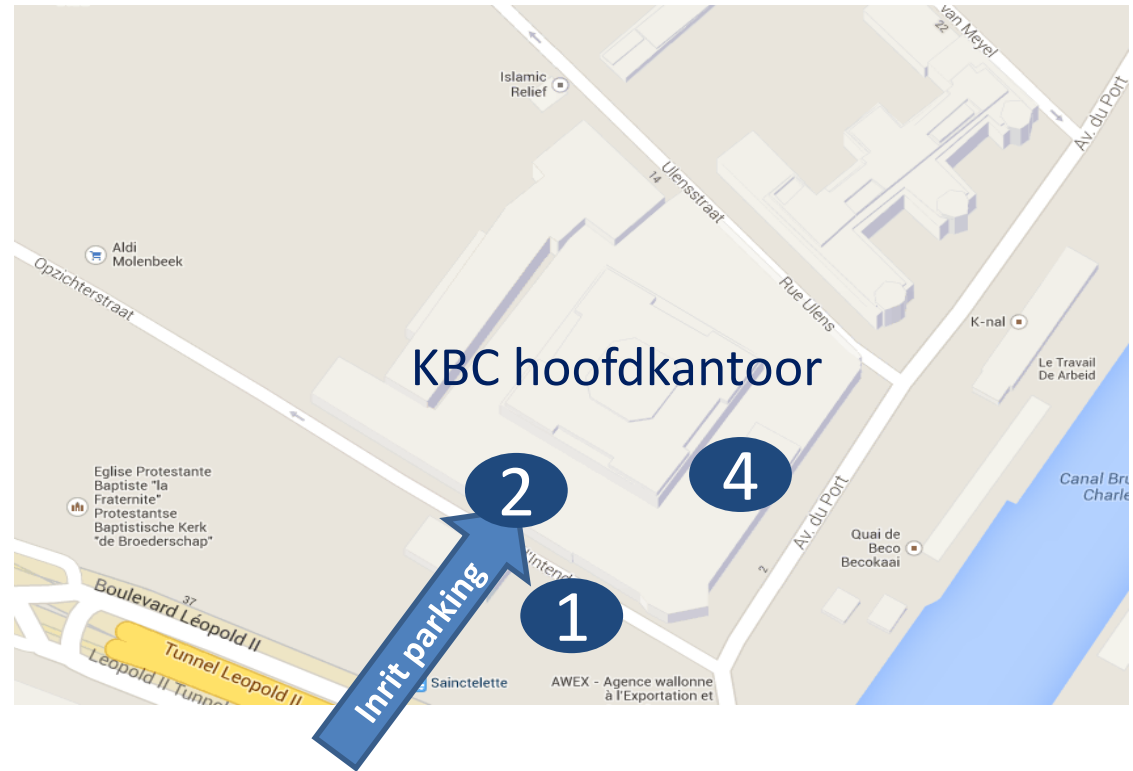 van Meyel
22
Islamic
Relief
Av. du Port
14
Ulensstraat
Aldi
Molenbeek
Opzichterstraat
Rue Ulens
K-nal
Le Travail
De Arbeid
KBC hoofdkantoor
2
4
Eglise Protestante
Baptiste "la
Fraternite"
Protestantse
Baptistische Kerk
"de Broederschap"
Canal Bru
Charle
Av. du Port
Quai de
Beco
Becokaai
l'Intend
2
1
Inrit parking
37
Boulevard Léopold II
Tunnel Leopold II
Leopold II Tunne
Sainctelette
AWEX - Agence wallonne
à l'Exportation et